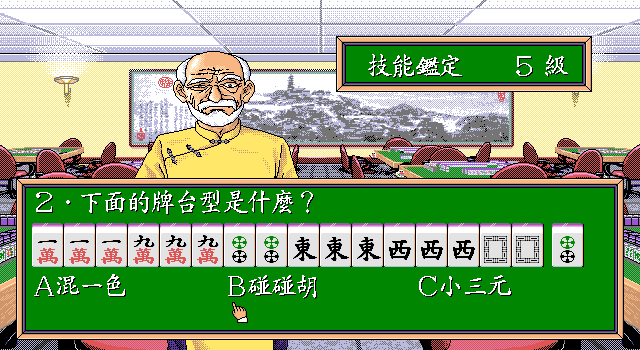 技能鑑定 5級
2·下面的牌台型是什麼？
一萬 一萬 一萬 九萬 九萬 九萬 東 東 東 西 西 西
A混一色 B碰碰胡 C小三元